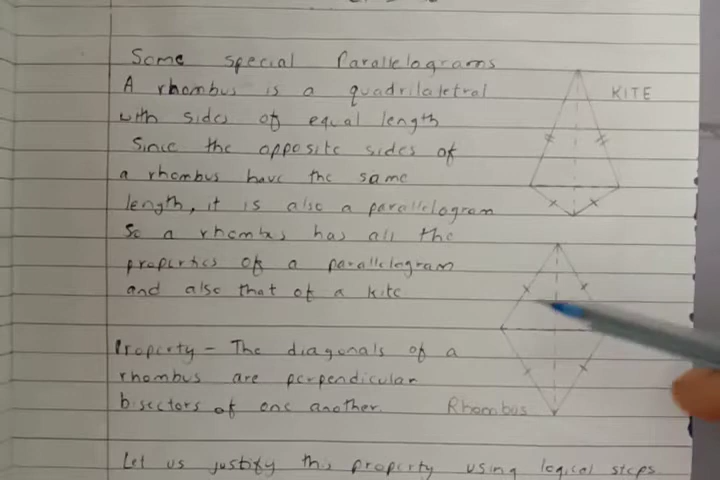 Some special Parallelograms
A rhombus is a quadrilatetral
KITE
with sides of equal length
Since the opposite sides of
a rhombus have the same
length, it is also a parallelogram
So a rhombus has all the
properties of a parallelogram
and also that of a kite
Property - The diagonals of a
rhombus are perpendicular
bisectors of one another.
Rhombus
Let us justify this property using logical steps